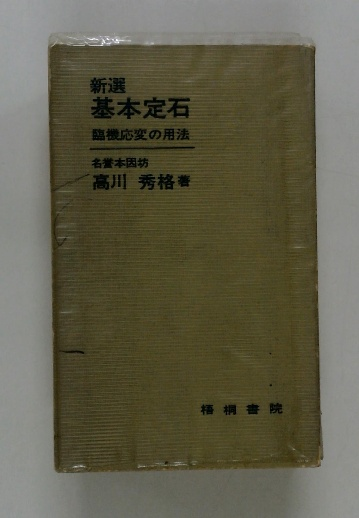 新選
基本定石
臨機応変の用法
名誉本因坊
高川 秀格著
梧桐書院